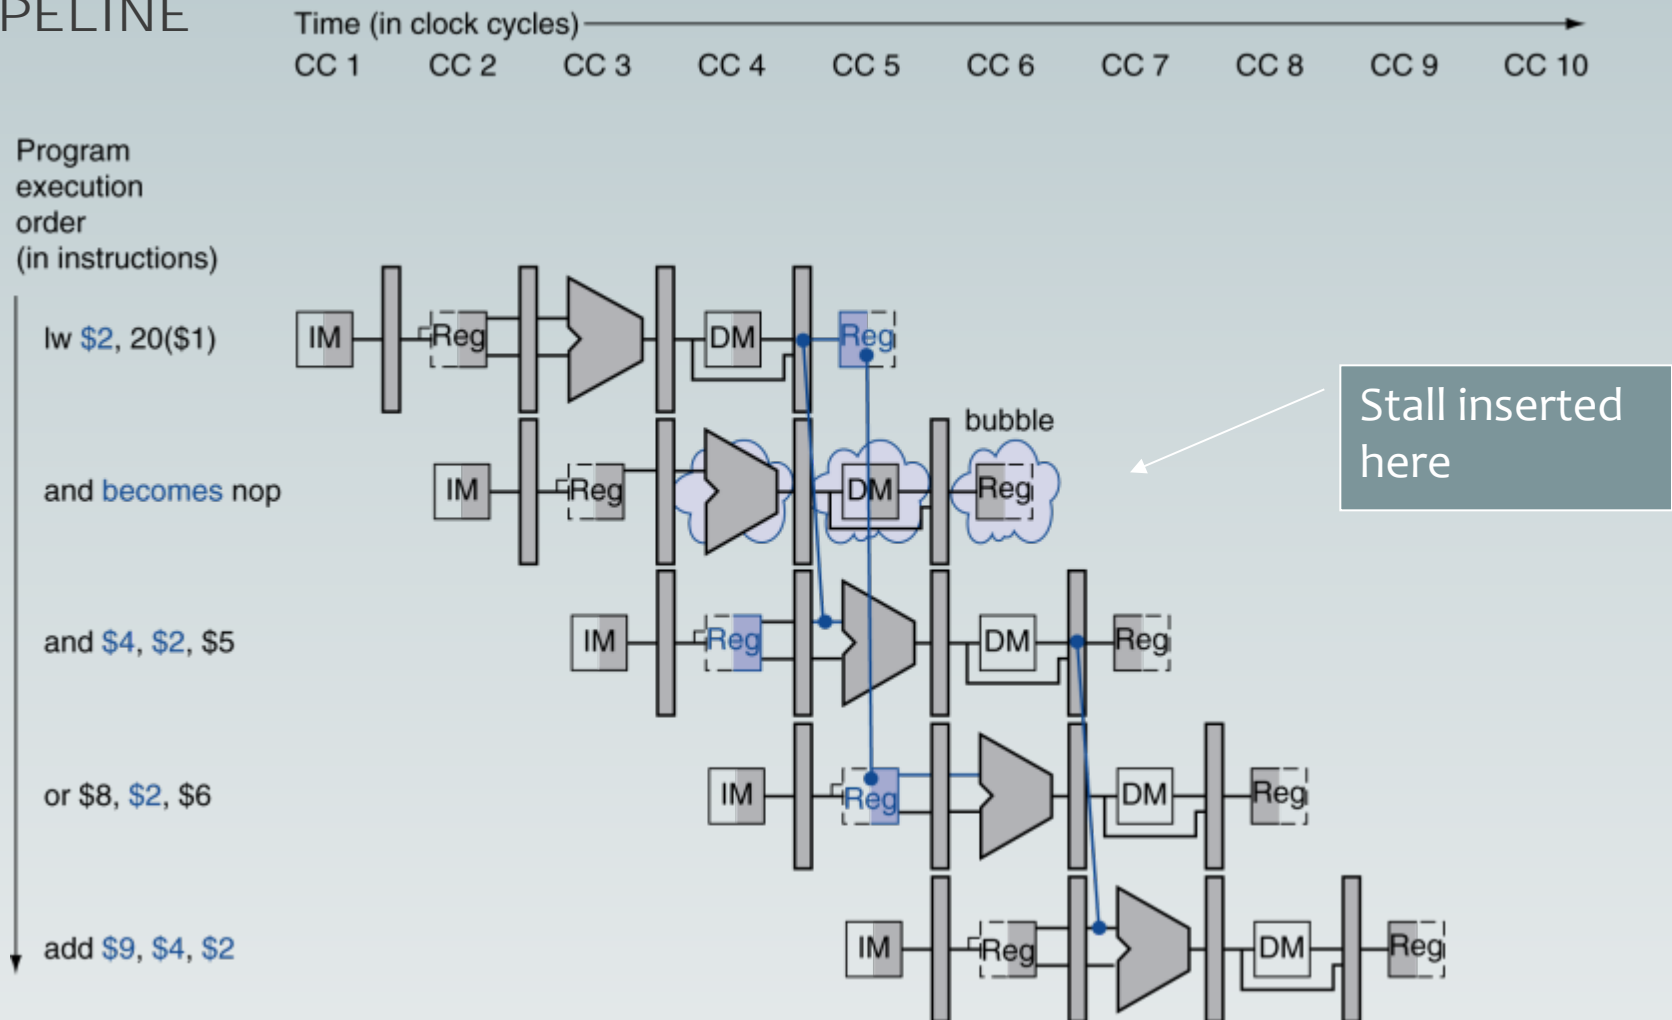 PELINE
Time (in clock cycles)
CC 1 CC 2 CC 3 CC 4 CC 5 CC 6 CC 7 CC 8 CC 9 CC 10
Program
execution
order
(in instructions)
lw $2, 20($1) IM Reg DM Reg
bubble
Stall inserted
here
and becomes nop IM Reg DM Reg
and $4, $2, $5 IM Reg DM Reg
or $8, $2, $6 IM Reg DM Reg
add $9, $4, $2 IM Reg DM Reg